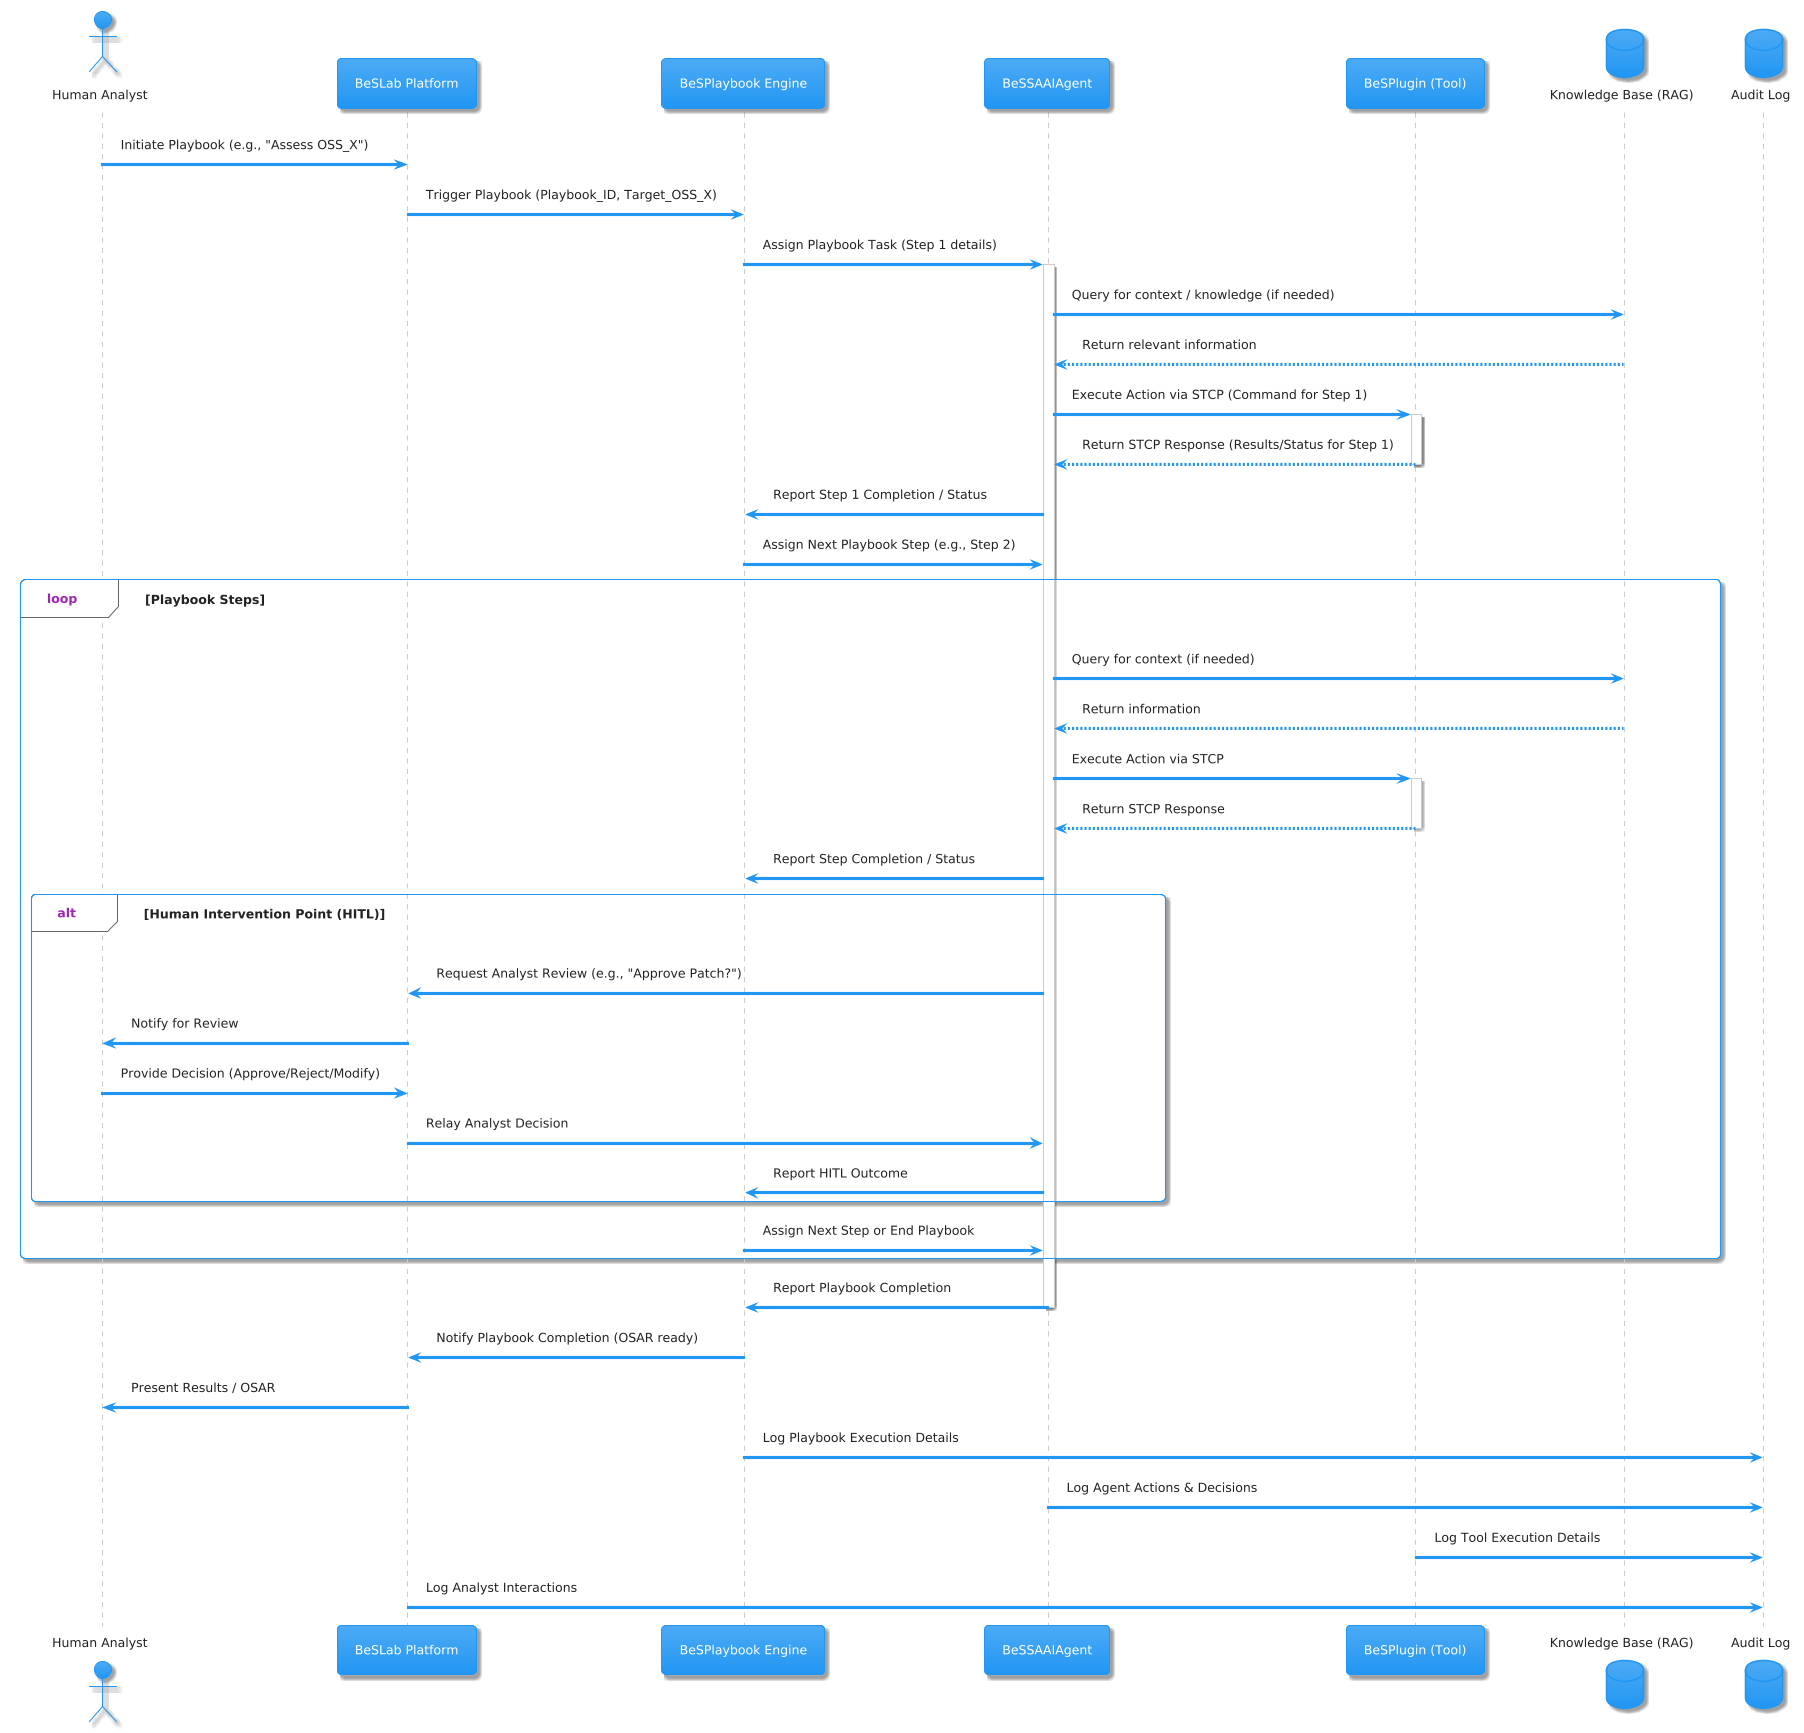 Human Analyst
BeSLab Platform
BeSPlaybook Engine
BeSSAAIAgent
BeSPlugin (Tool)
Knowledge Base (RAG)
Audit Log
Initiate Playbook (e.g., "Assess OSS_X")
Trigger Playbook (Playbook_ID, Target_OSS_X)
Assign Playbook Task (Step 1 details)
Query for context / knowledge (if needed)
Return relevant information
Execute Action via STCP (Command for Step 1)
Return STCP Response (Results/Status for Step 1)
Report Step 1 Completion / Status
Assign Next Playbook Step (e.g., Step 2)
loop
[Playbook Steps]
Query for context (if needed)
Return information
Execute Action via STCP
Return STCP Response
Report Step Completion / Status
alt
[Human Intervention Point (HITL)]
Request Analyst Review (e.g., "Approve Patch?")
Notify for Review
Provide Decision (Approve/Reject/Modify)
Relay Analyst Decision
Report HITL Outcome
Assign Next Step or End Playbook
Report Playbook Completion
Notify Playbook Completion (OSAR ready)
Present Results / OSAR
Log Playbook Execution Details
Log Agent Actions & Decisions
Log Tool Execution Details
Log Analyst Interactions
Human Analyst
BeSLab Platform
BeSPlaybook Engine
BeSSAAIAgent
BeSPlugin (Tool)
Knowledge Base (RAG)
Audit Log